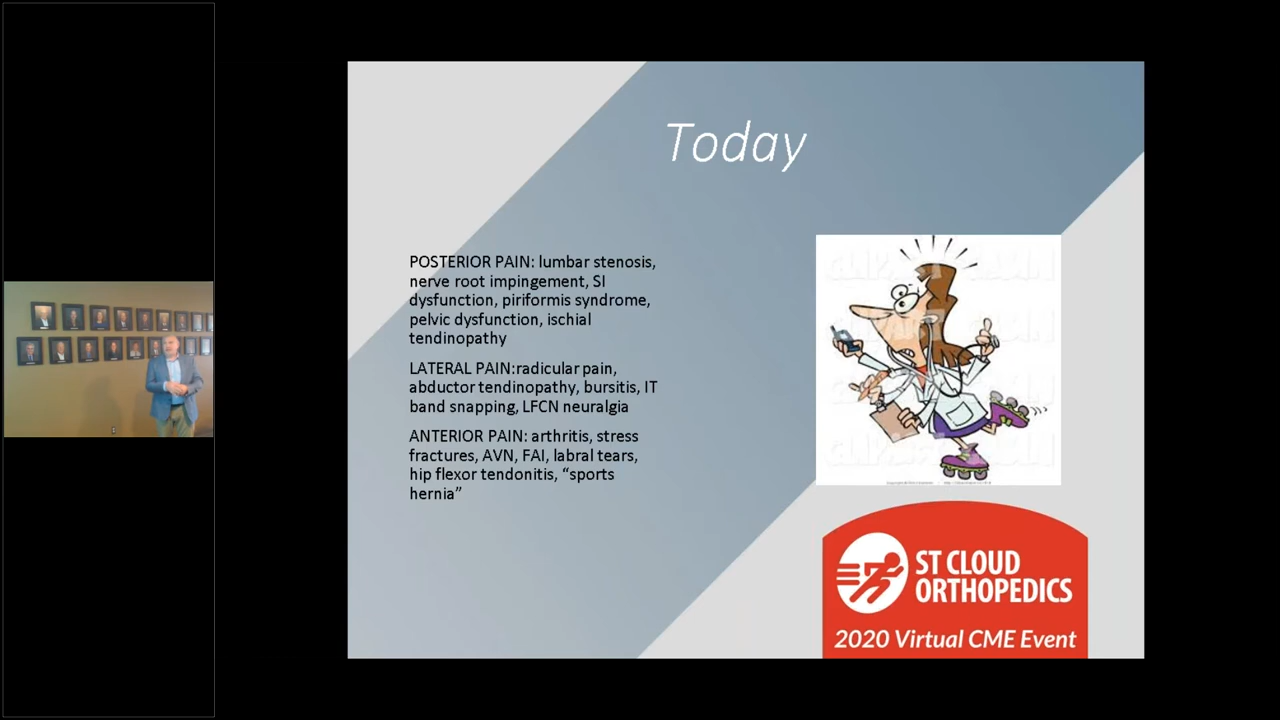 Today
POSTERIOR PAIN: lumbar stenosis,
nerve root impingement, SI
dysfunction, piriformis syndrome,
pelvic dysfunction, ischial
tendinopathy
LATERAL PAIN:radicular pain,
abductor tendinopathy, bursitis, IT
band snapping, LFCN neuralgia
ANTERIOR PAIN: arthritis, stress
fractures, AVN, FAI, labral tears,
hip flexor tendonitis, “sports
hernia”
ST CLOUD
ORTHOPEDICS
2020 Virtual CME Event